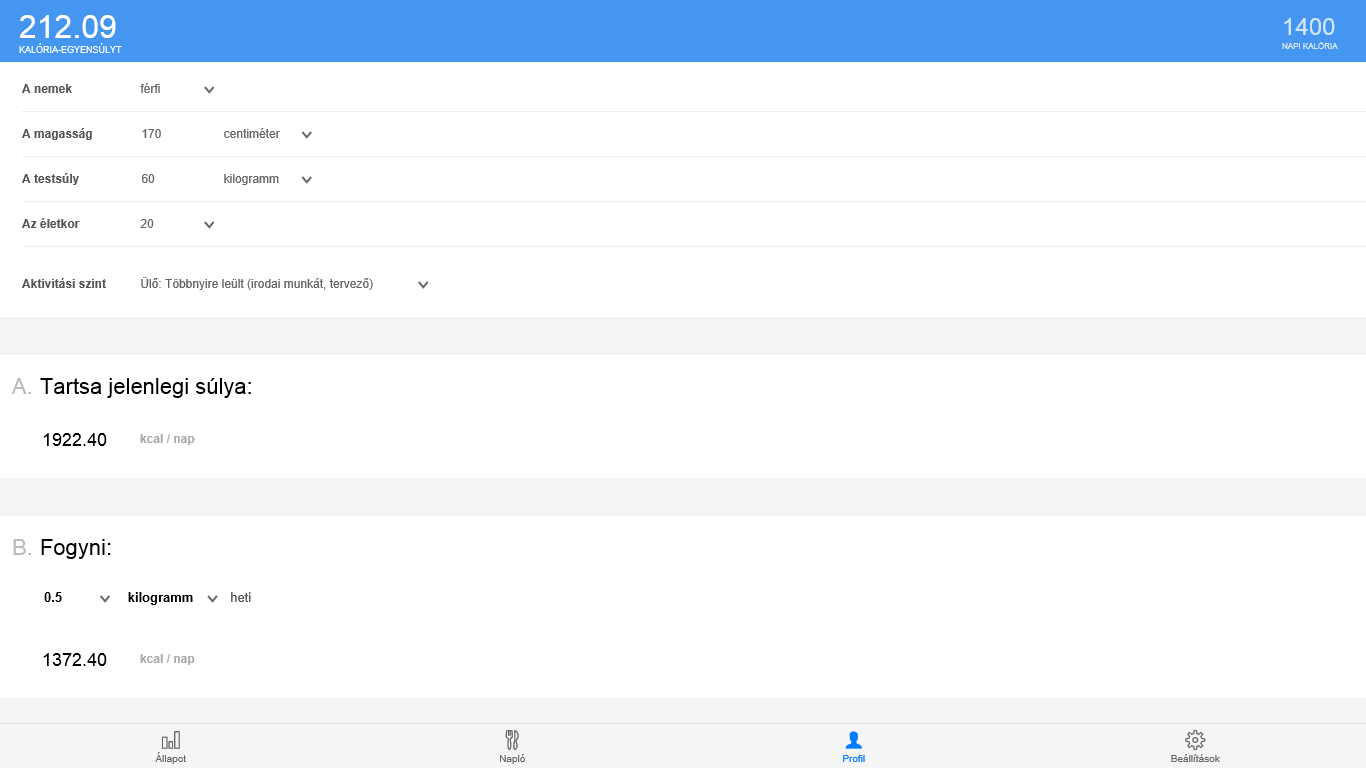 212.09
KALÓRIA-EGYENSÚLYT
1400
NAPI KALÓRIA
A nemek férfi
A magasság 170 centiméter
A testsúly 60 kilogramm
Az életkor 20
Aktivitási szint Ülő: Többnyire leült (irodai munkát, tervező)
A. Tartsa jelenlegi súlya:
1922.40 kcal / nap
B. Fogyni:
0.5 kilogramm heti
1372.40 kcal / nap
Állapot Napló Profil Beállítások